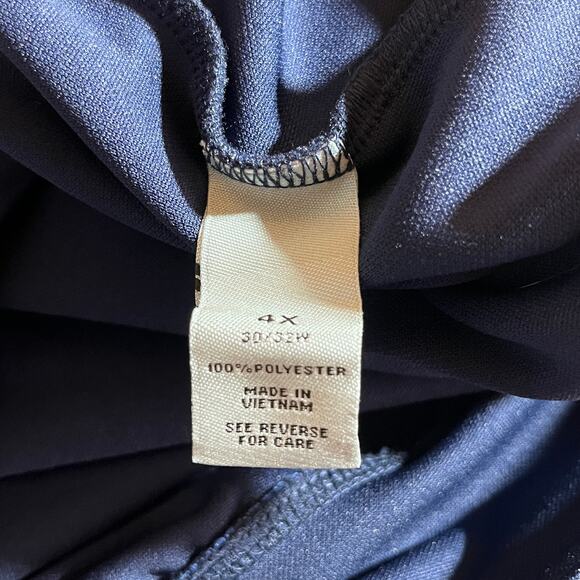 4X
30/32W
100%POLYESTER
MADE IN
VIETNAM
SEE REVERSE
FOR CARE